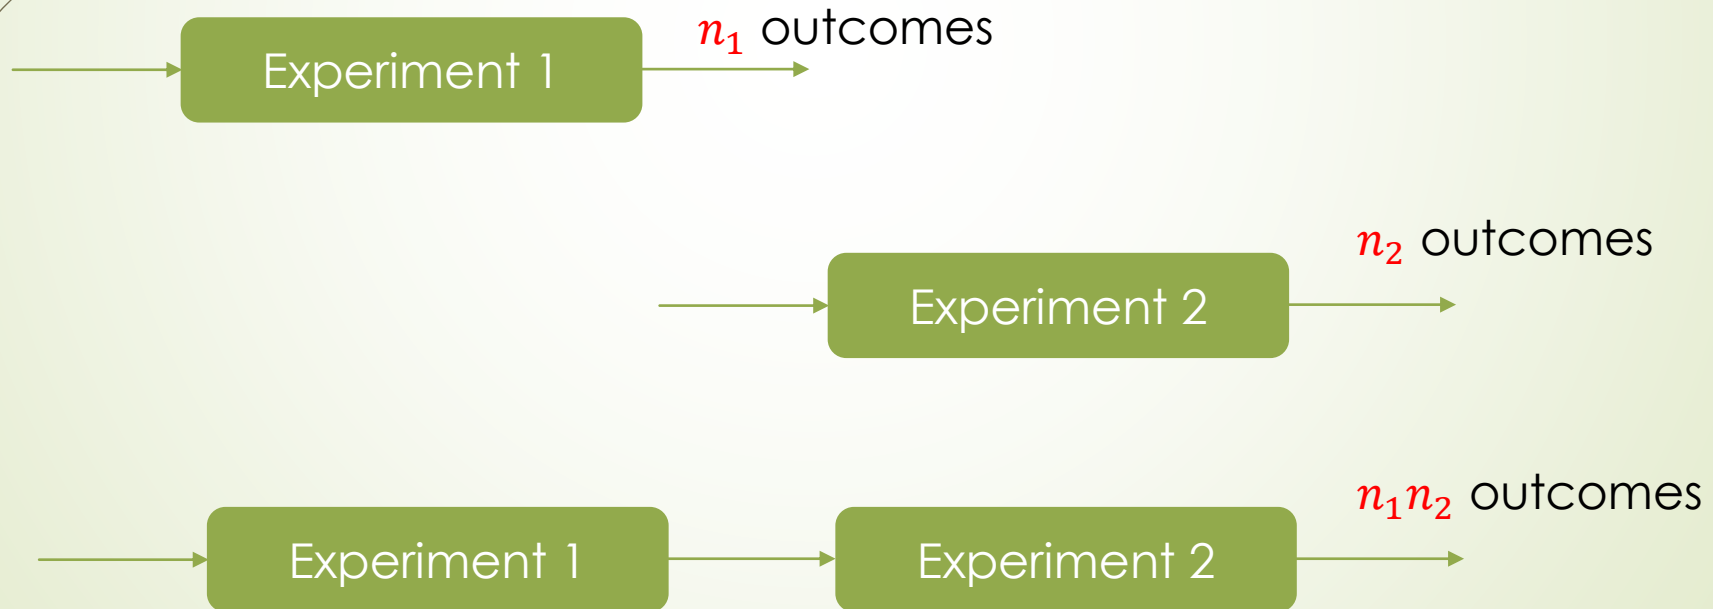 n₁ outcomes
Experiment 1
n₂ outcomes
Experiment 2
n₁n₂ outcomes
Experiment 1
Experiment 2